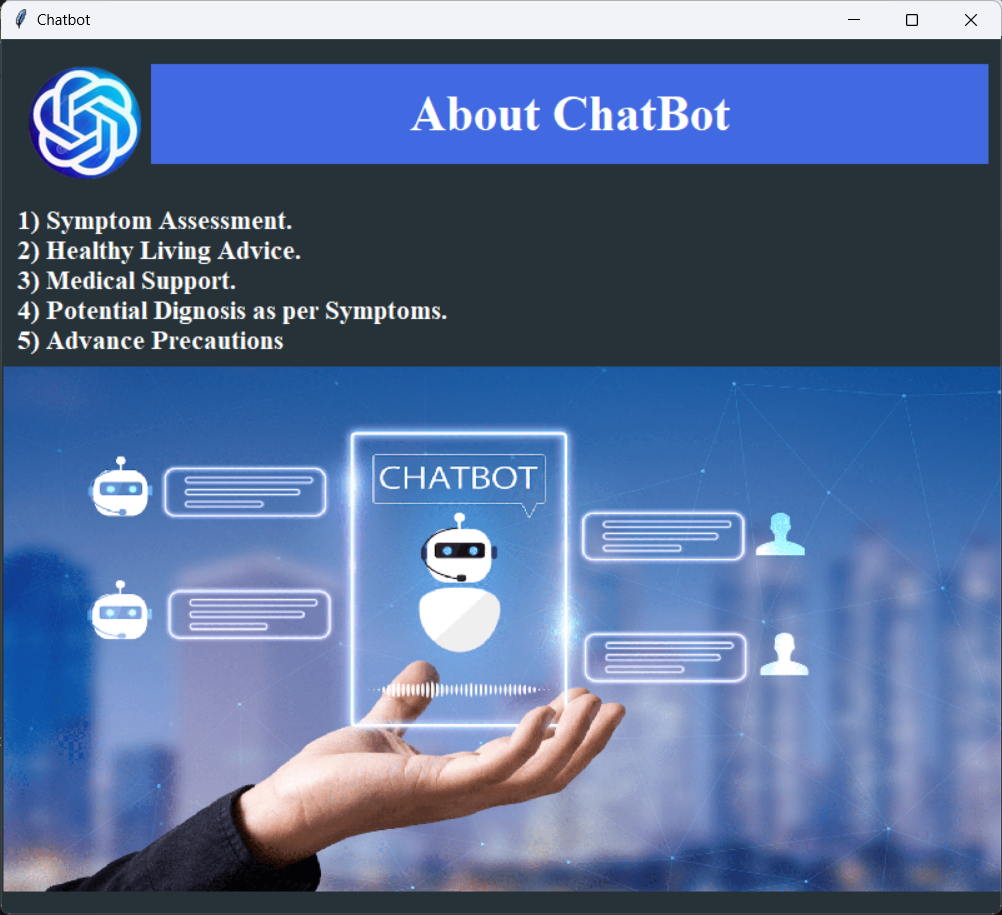 Chatbot
About ChatBot
1) Symptom Assessment.
2) Healthy Living Advice.
3) Medical Support.
4) Potential Dignosis as per Symptoms.
5) Advance Precautions
CHATBOT